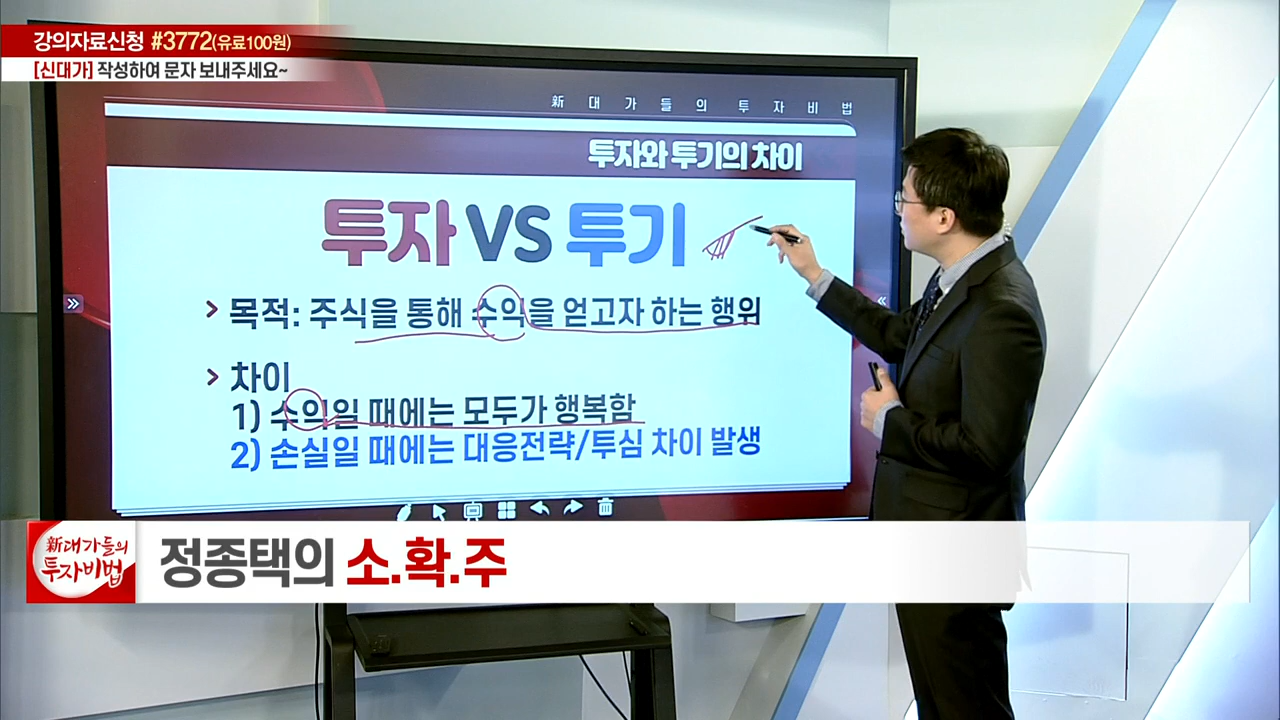 강의자료신청 #3772(유료100원)
[신대가] 작성하여 문자 보내주세요~
新대가들의 투자비법
투자와 투기의 차이
투자 VS 투기
목적: 주식을 통해 수익을 얻고자 하는 행위
차이
1) 수익일 때에는 모두가 행복함
2) 손실일 때에는 대응전략/투심 차이 발생
新대가들의
투자비법
정종택의 소.확.주